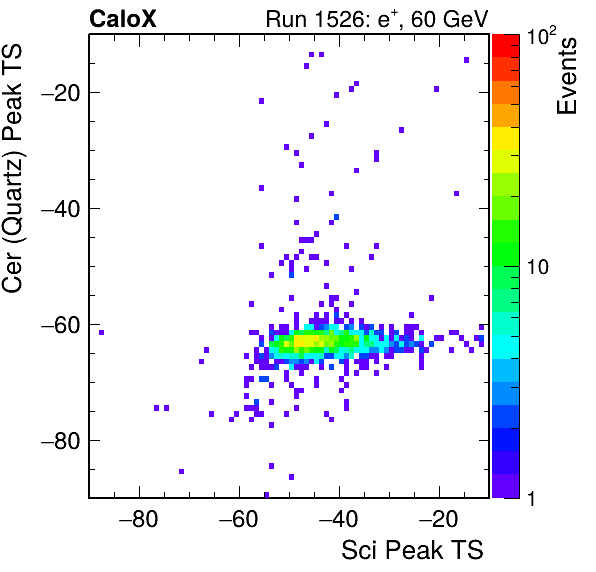 CaloX Run 1526: e⁺, 60 GeV
Cer (Quartz) Peak TS
−20
−40
−60
−80
−80 −60 −40 −20
Sci Peak TS
10²
10
1
Events